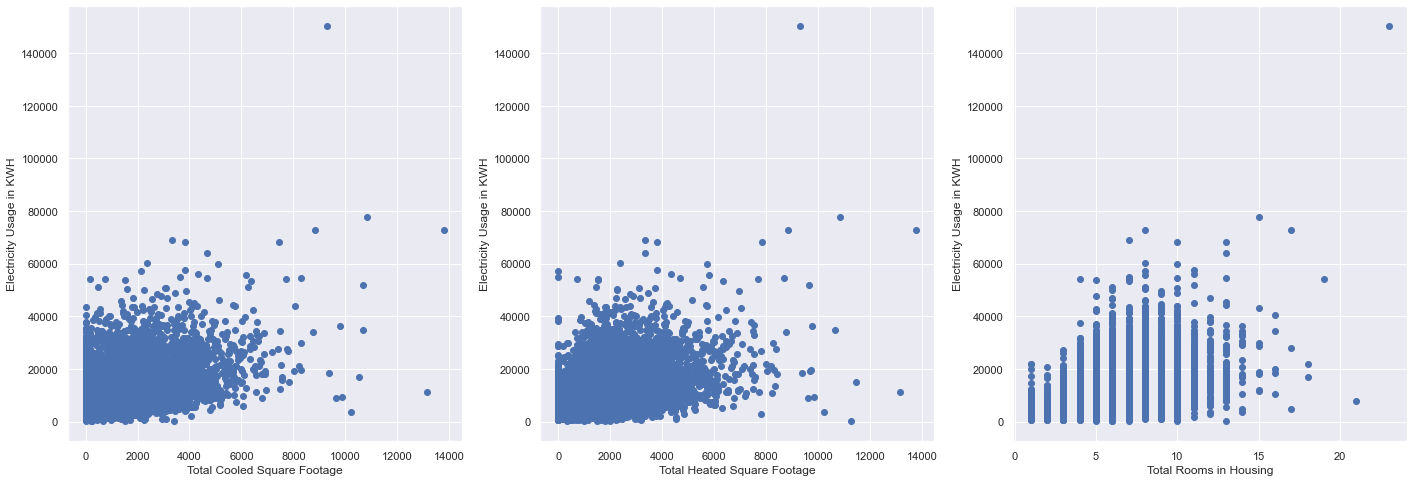 Electricity Usage in KWH
140000
120000
100000
80000
60000
40000
20000
0
0 2000 4000 6000 8000 10000 12000 14000
Total Cooled Square Footage
Electricity Usage in KWH
140000
120000
100000
80000
60000
40000
20000
0
0 2000 4000 6000 8000 10000 12000 14000
Total Heated Square Footage
Electricity Usage in KWH
140000
120000
100000
80000
60000
40000
20000
0
0 5 10 15 20
Total Rooms in Housing